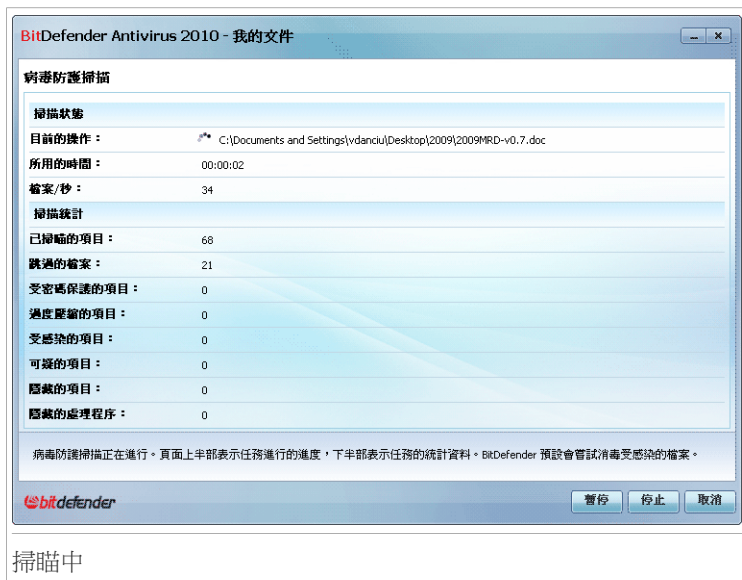 BitDefender Antivirus 2010 - 我的文件
病毒防護掃描
掃描狀態
目前的操作： C:\Documents and Settings\vdanciu\Desktop\2009\2009MRD-v0.7.doc
所用的時間： 00:00:02
檔案/秒： 34
掃描統計
已掃瞄的項目： 68
跳過的檔案： 21
受密碼保護的項目： 0
過度壓縮的項目： 0
受感染的項目： 0
可疑的項目： 0
隱藏的項目： 0
隱藏的處理程序： 0
病毒防護掃描正在進行。頁面上半部表示任務進行的進度，下半部表示任務的統計資料。BitDefender 預設會嘗試消毒受感染的檔案。
bitdefender 暫停 停止 取消
掃瞄中